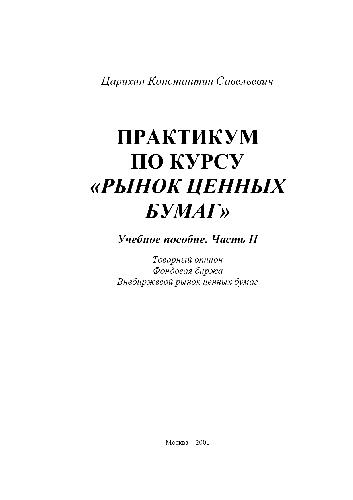 Царихин Константин Савельевич
ПРАКТИКУМ
ПО КУРСУ
«РЫНОК ЦЕННЫХ
БУМАГ»
Учебное пособие. Часть II
Товарный опцион
Фондовая биржа
Внебиржевой рынок ценных бумаг
Москва